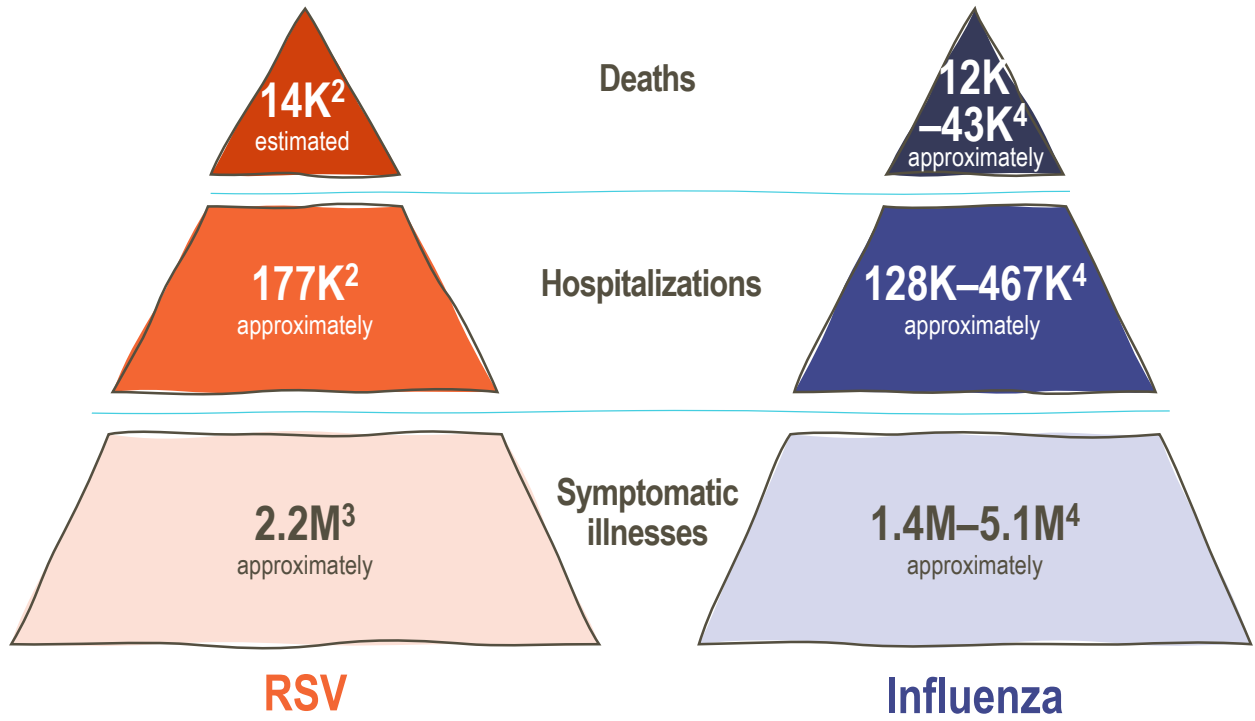 14K²
estimated
Deaths
12K
–43K⁴
approximately
177K²
approximately
Hospitalizations
128K–467K⁴
approximately
2.2M³
approximately
Symptomatic
illnesses
1.4M–5.1M⁴
approximately
RSV
Influenza